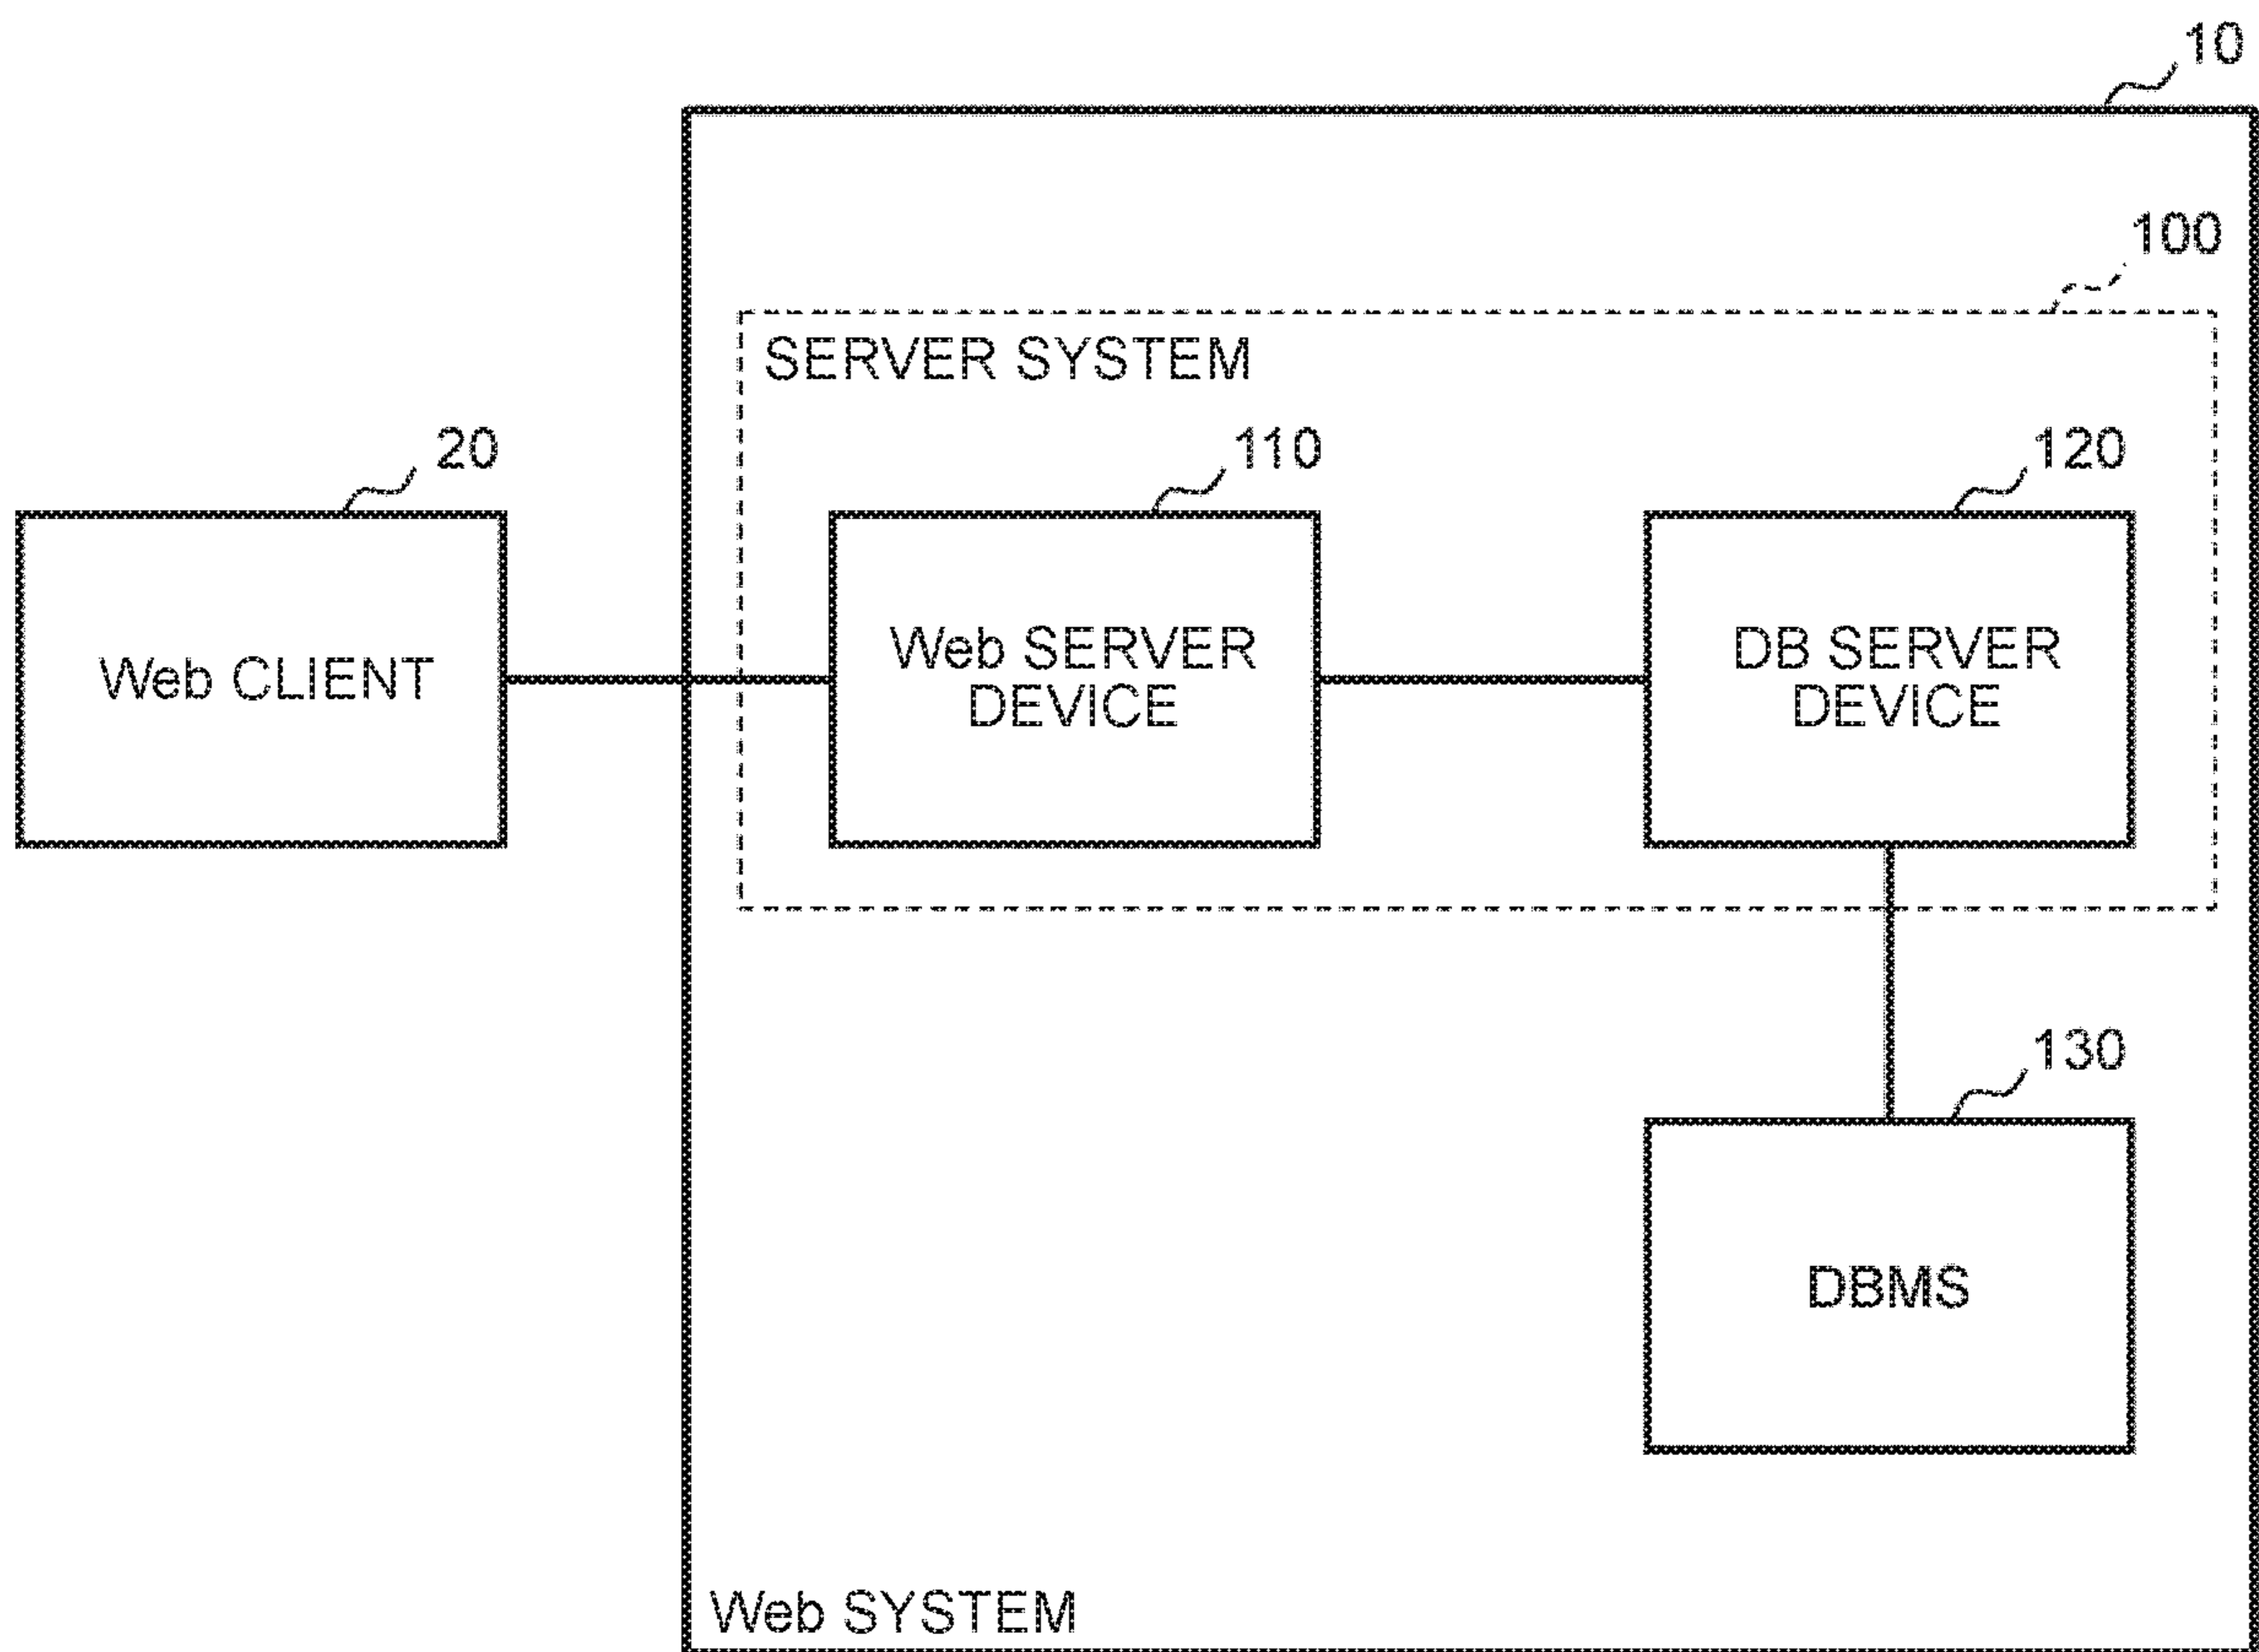 10
100
SERVER SYSTEM
20
110
120
Web CLIENT
Web SERVER
DEVICE
DB SERVER
DEVICE
130
DBMS
Web SYSTEM